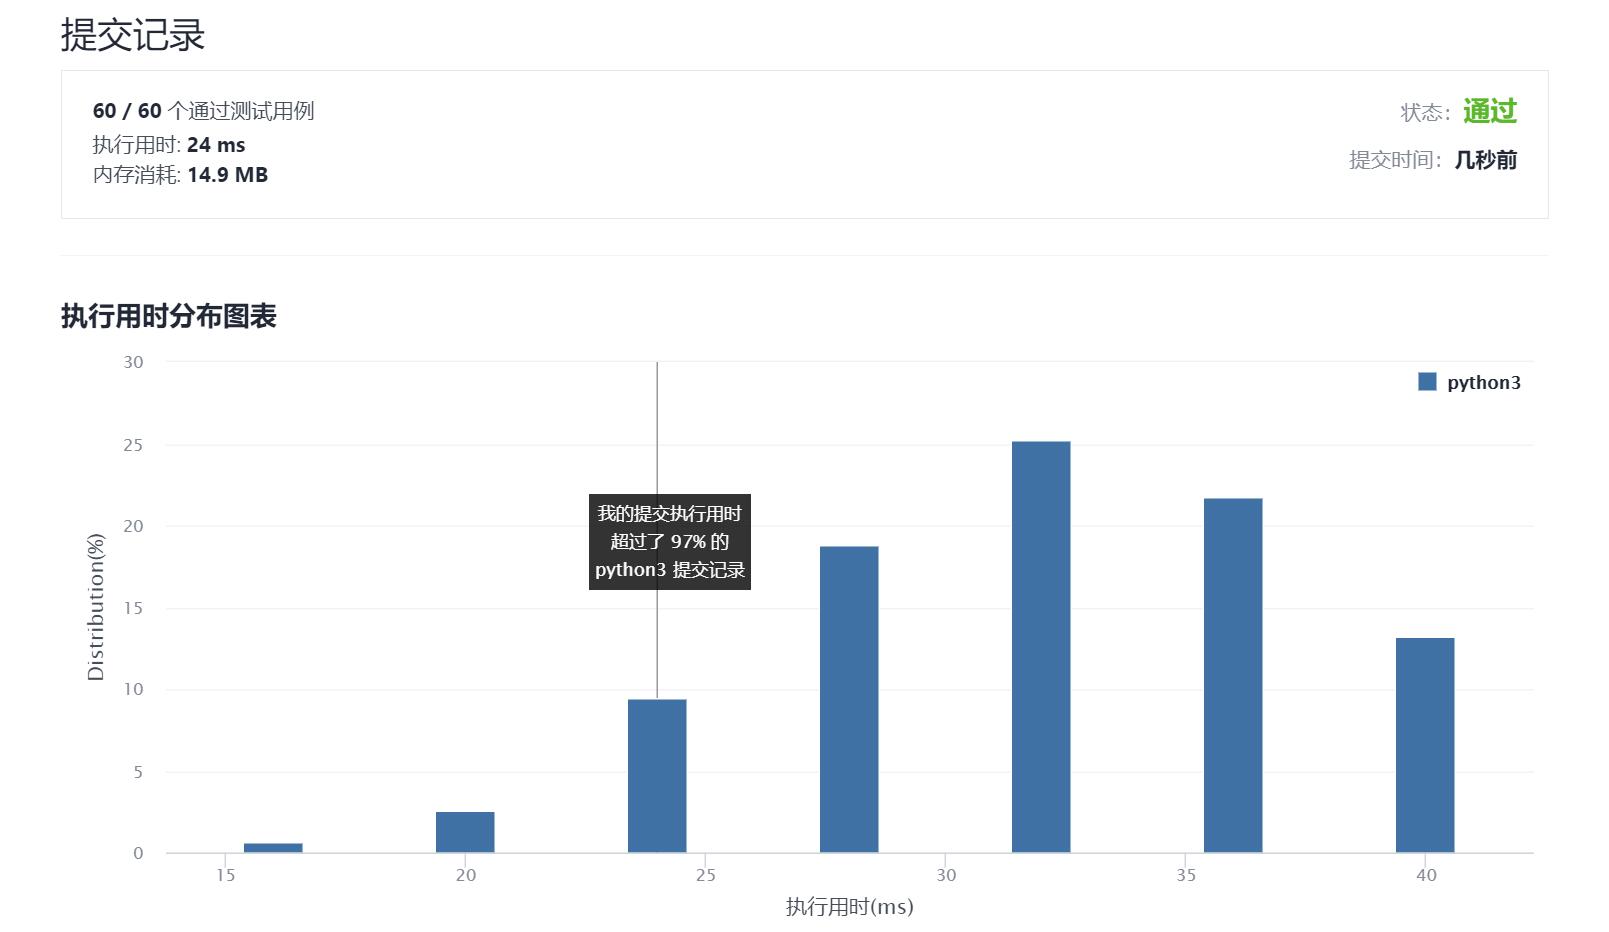 提交记录
60 / 60 个通过测试用例
状态：通过
执行用时: 24 ms
提交时间：几秒前
内存消耗: 14.9 MB
执行用时分布图表
30
python3
25
20
15
10
5
0
Distribution(%)
我的提交执行用时
超过了 97% 的
python3 提交记录
15 20 25 30 35 40
执行用时(ms)